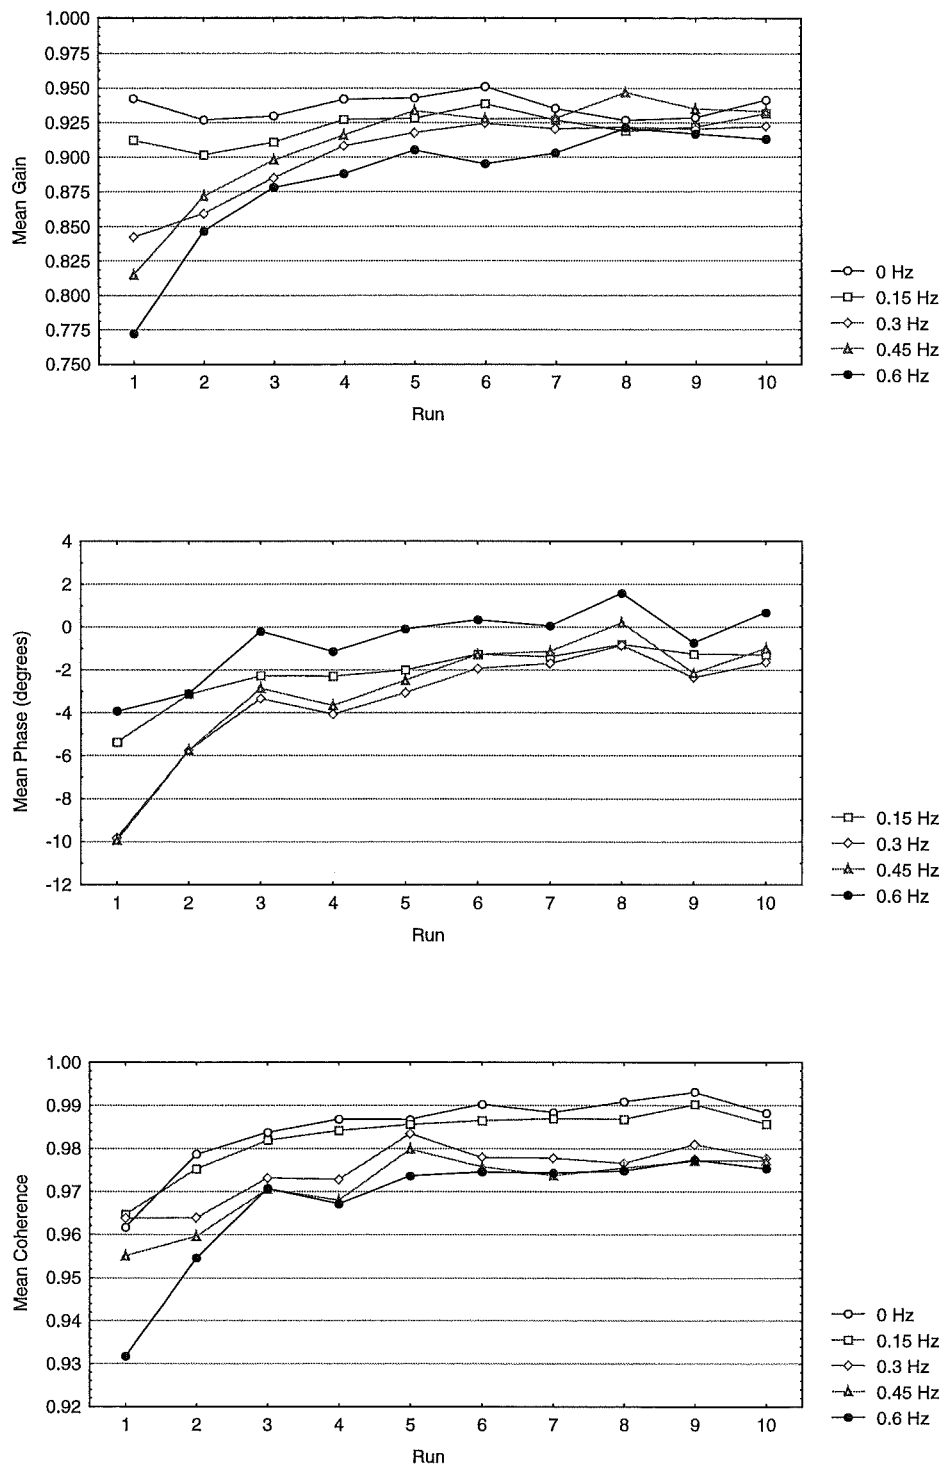 1.000
0.975
0.950
0.925
0.900
0.875
0.850
0.825
0.800
0.775
0.750
Mean Gain
1 2 3 4 5 6 7 8 9 10
Run
0 Hz
0.15 Hz
0.3 Hz
0.45 Hz
0.6 Hz
4
2
0
-2
-4
-6
-8
-10
-12
Mean Phase (degrees)
1 2 3 4 5 6 7 8 9 10
Run
0.15 Hz
0.3 Hz
0.45 Hz
0.6 Hz
1.00
0.99
0.98
0.97
0.96
0.95
0.94
0.93
0.92
Mean Coherence
1 2 3 4 5 6 7 8 9 10
Run
0 Hz
0.15 Hz
0.3 Hz
0.45 Hz
0.6 Hz